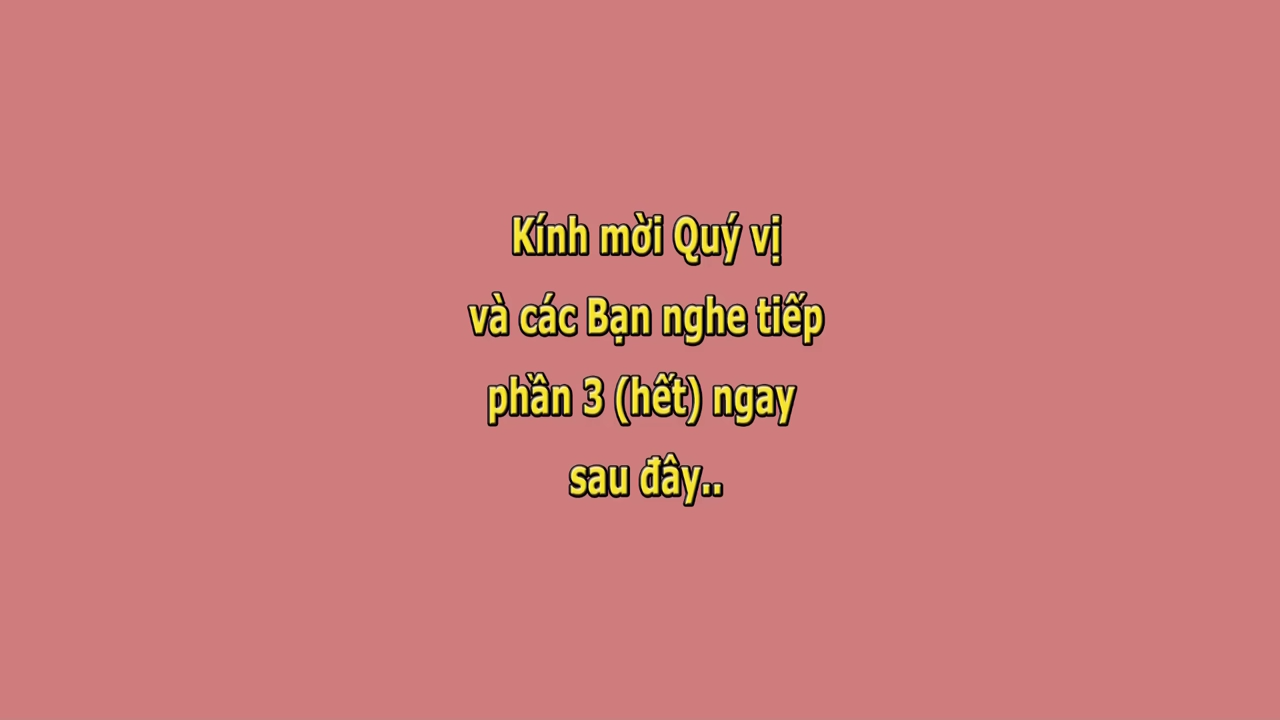 Kính mời Quý vị
và các Bạn nghe tiếp
phần 3 (hết) ngay
sau đây..